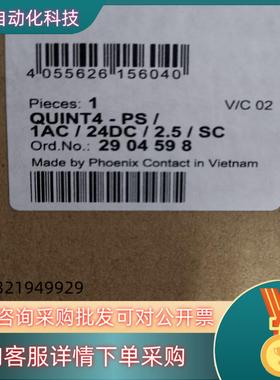 自动化科技
4 055626 156040
Pieces: 1
V/C 02
QUINT4 - PS /
1AC / 24DC / 2.5 / SC
Ord.No.: 29 04 59 8
Made by Phoenix Contact in Vietnam
321949929
咨询采购批发可对公开票
客服详情下单采购